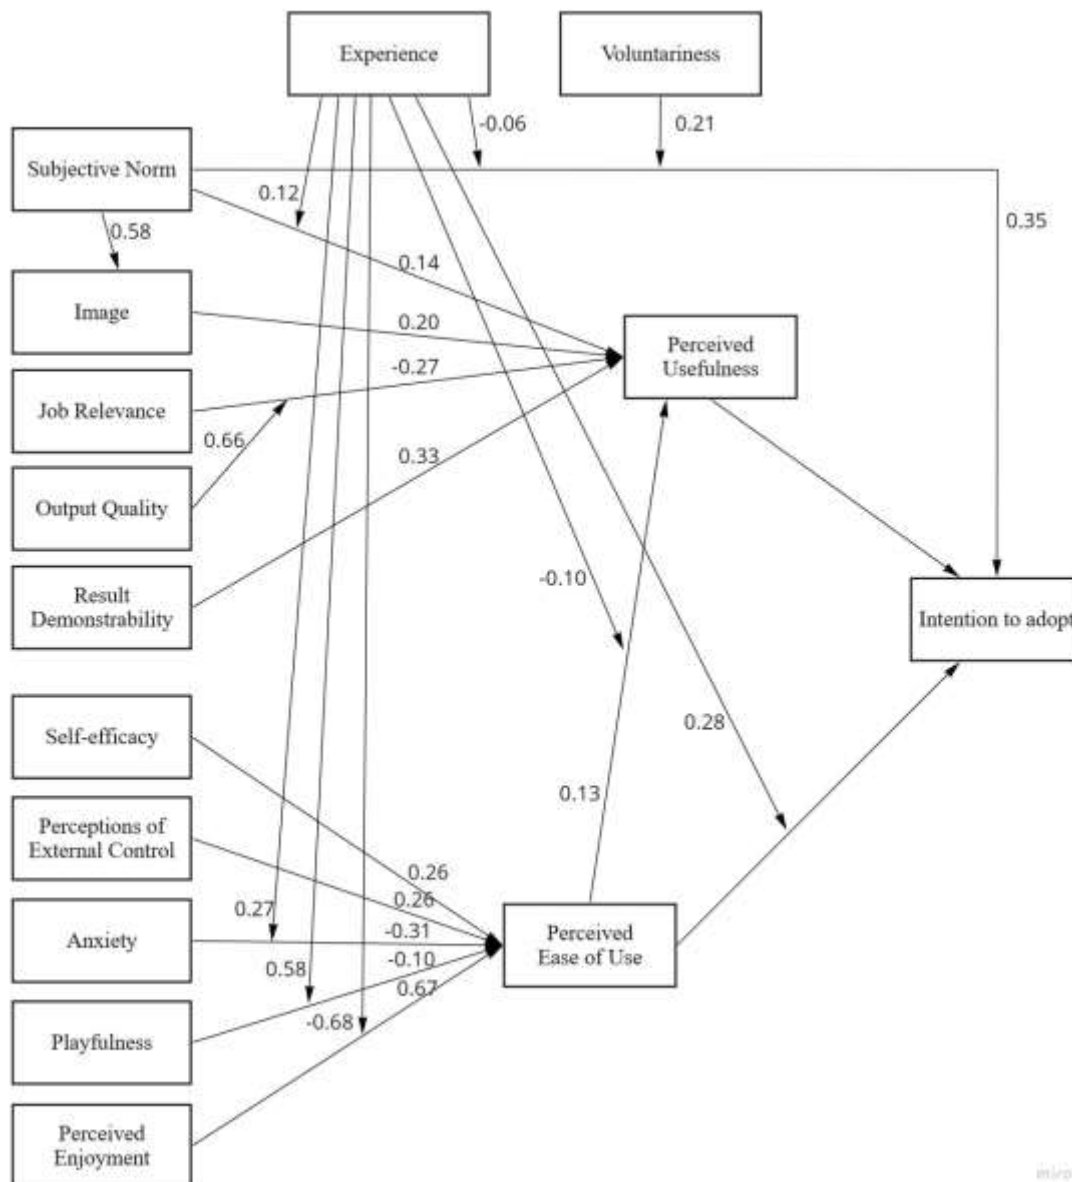 Experience
Voluntariness
-0.06
0.21
Subjective Norm
0.12
0.58
0.35
0.14
Image
0.20
Perceived
Usefulness
-0.27
Job Relevance
0.66
0.33
Output Quality
-0.10
Result
Demonstrability
Intention to adopt
Self-efficacy
0.28
0.13
Perceptions of
External Control
0.26
0.26
0.27
-0.31
Anxiety
-0.10
Perceived
Ease of Use
0.58
0.67
-0.68
Playfulness
Perceived
Enjoyment
miro